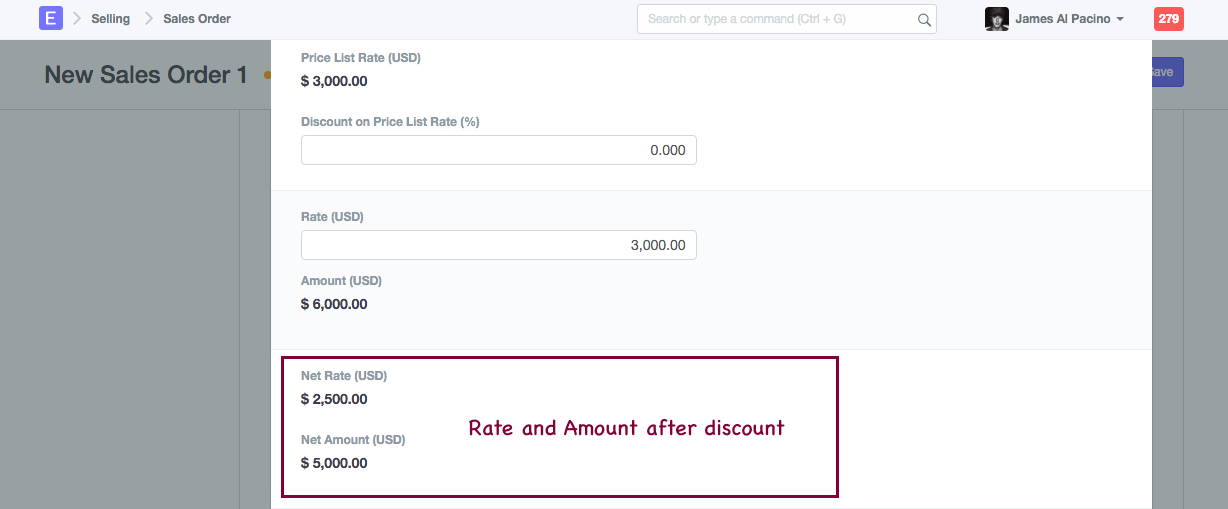 E Selling Sales Order Search or type a command (Ctrl + G) James Al Pacino 279
New Sales Order 1 Save
Price List Rate (USD)
$ 3,000.00
Discount on Price List Rate (%)
0.000
Rate (USD)
3,000.00
Amount (USD)
$ 6,000.00
Net Rate (USD)
$ 2,500.00
Rate and Amount after discount
Net Amount (USD)
$ 5,000.00